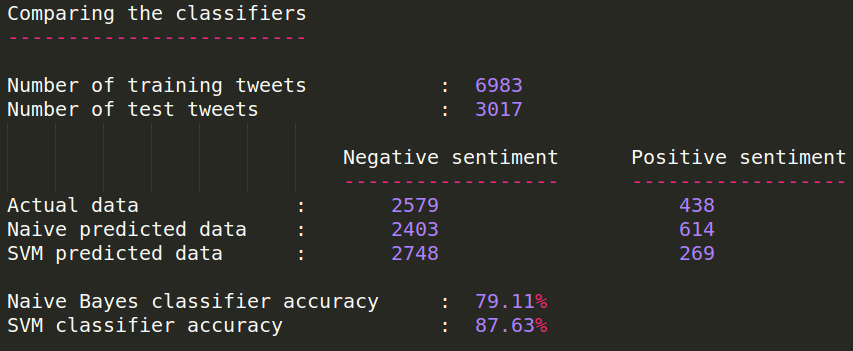 Comparing the classifiers
-------------------------
Number of training tweets : 6983
Number of test tweets : 3017
Negative sentiment Positive sentiment
------------------ ------------------
Actual data : 2579 438
Naive predicted data : 2403 614
SVM predicted data : 2748 269
Naive Bayes classifier accuracy : 79.11%
SVM classifier accuracy : 87.63%